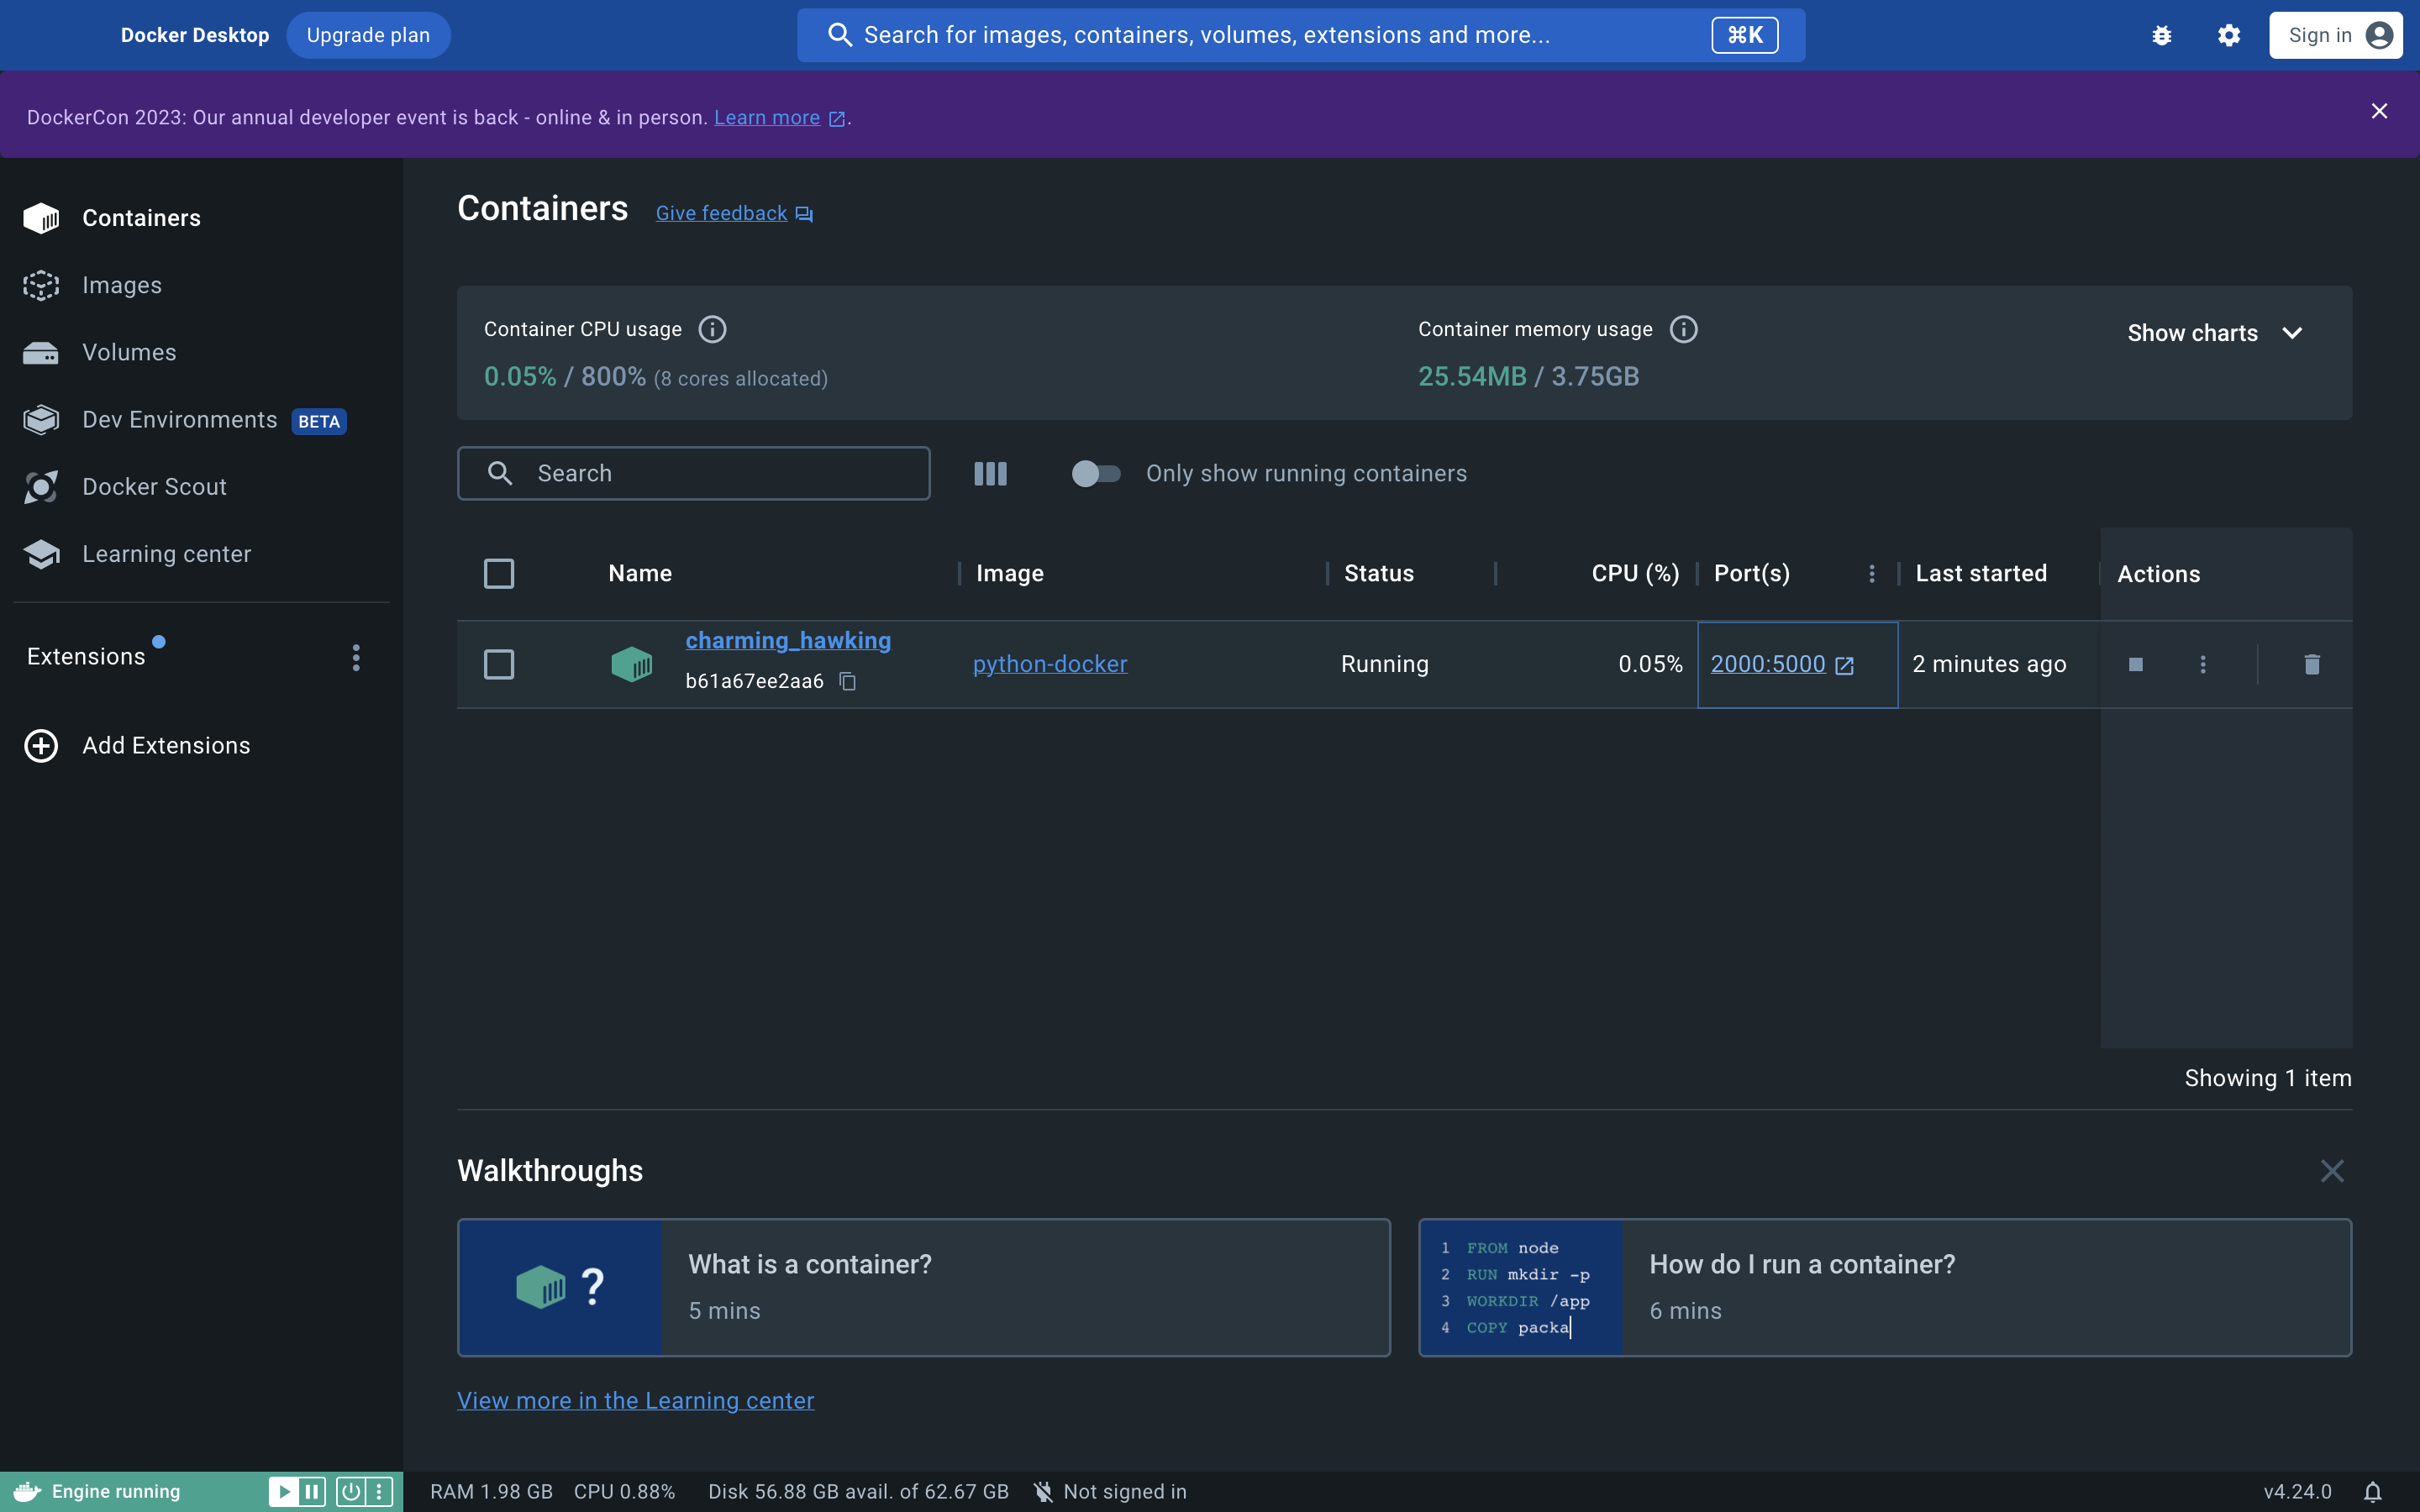 Docker Desktop
Upgrade plan
Search for images, containers, volumes, extensions and more...
⌘K
Sign in
DockerCon 2023: Our annual developer event is back - online & in person. Learn more .
Containers
Images
Volumes
Dev Environments BETA
Docker Scout
Learning center
Extensions
Add Extensions
Containers
Give feedback
Container CPU usage
0.05% / 800% (8 cores allocated)
Container memory usage
25.54MB / 3.75GB
Show charts
Search
Only show running containers
Name Image Status CPU (%) Port(s) Last started Actions
charming_hawking
b61a67ee2aa6
python-docker
Running
0.05%
2000:5000
2 minutes ago
Showing 1 item
Walkthroughs
?
What is a container?
5 mins
1 FROM node
2 RUN mkdir -p
3 WORKDIR /app
4 COPY packa
How do I run a container?
6 mins
View more in the Learning center
Engine running
RAM 1.98 GB CPU 0.88% Disk 56.88 GB avail. of 62.67 GB Not signed in
v4.24.0